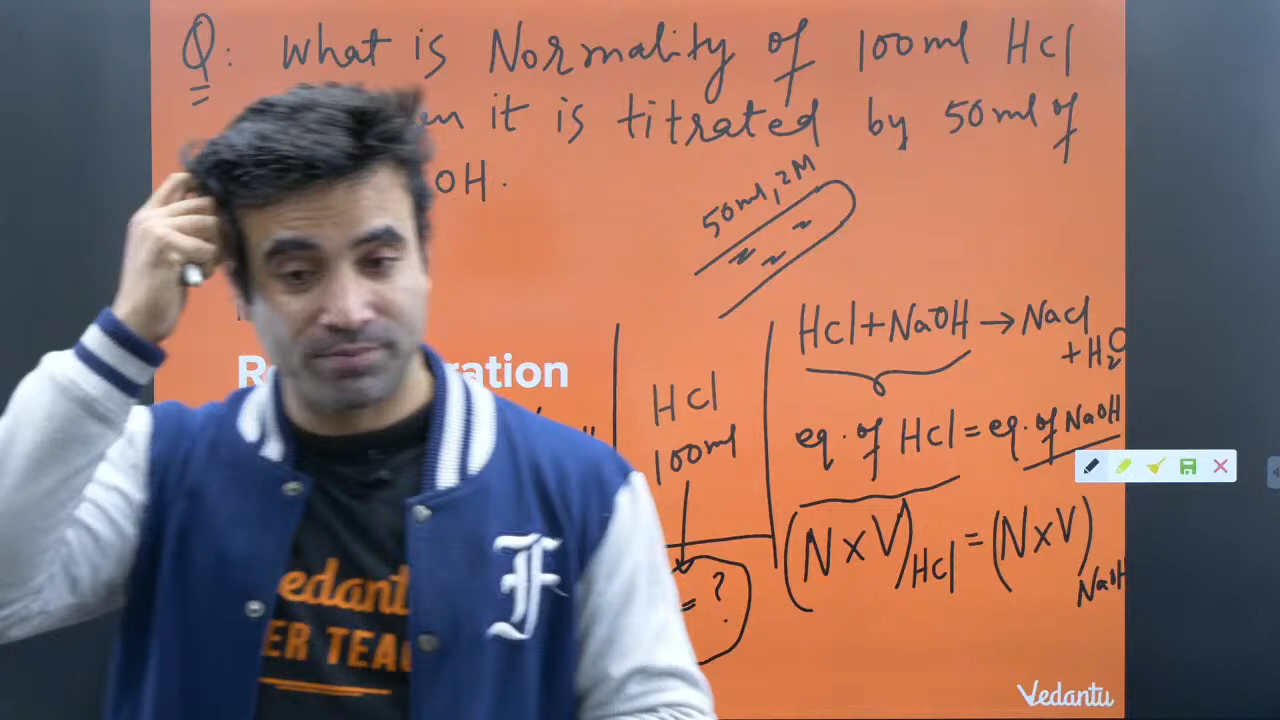 Q: What is Normality of 100ml HCl
en it is titrated by 50ml of
OH.
50ml, 2M
HCl + NaOH → NaCl
+ H2O
HCl
100ml
eq. of HCl = eq. of NaOH
(N x V)HCl = (N x V)NaOH
= ?
Re ration
edant
ER TEA
F
Vedantu